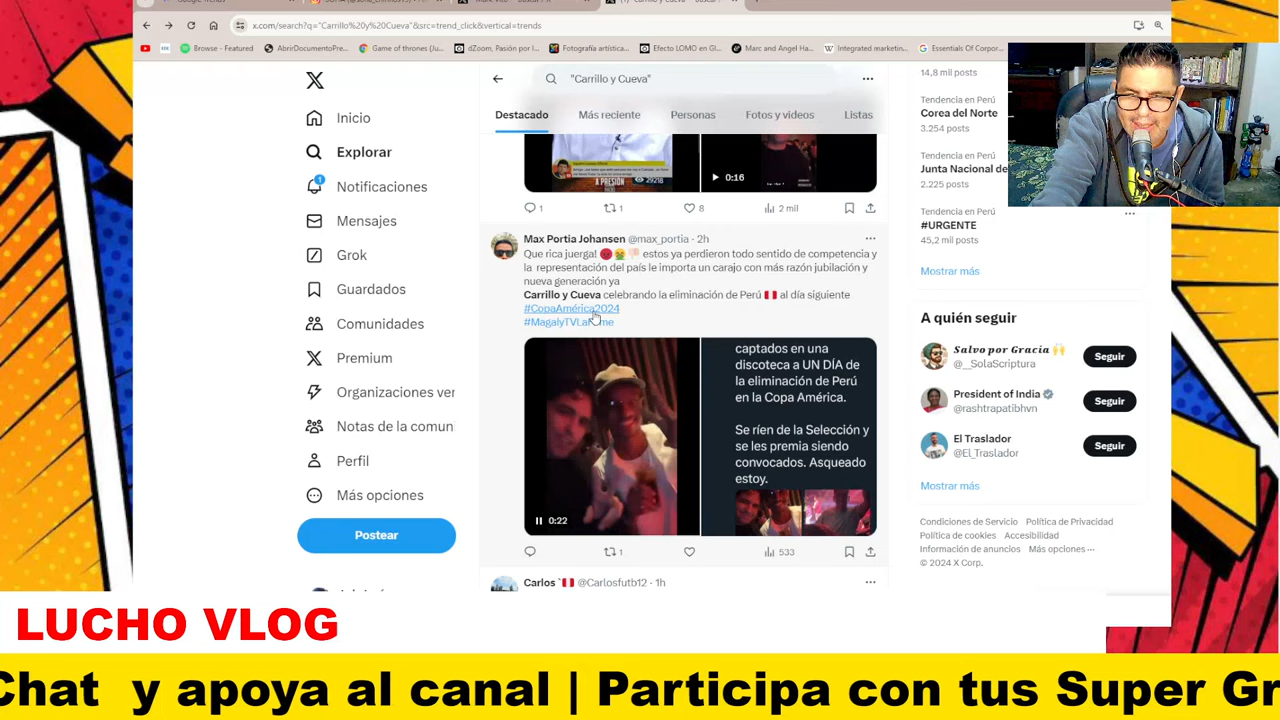 x.com/search?q="Carrillo%20y%20Cueva"&src=trend_click&vertical=trends
Browse - Featured
AbrirDocumentoPre...
Game of thrones (Ju...
dZoom, Pasión por l...
Fotografía artística...
Efecto LOMO en Gl...
Marc and Angel Ha...
Integrated marketin...
Essentials Of Corpor...
Inicio
Explorar
1
Notificaciones
Mensajes
Grok
Guardados
Comunidades
Premium
Organizaciones ver
Notas de la comun
Perfil
Más opciones
Postear
"Carrillo y Cueva"
Destacado
Más reciente
Personas
Fotos y videos
Listas
A PRESIÓN
29218
0:16
1
1
8
2 mil
Max Portia Johansen @max_portia · 2h
Que rica juerga! estos ya perdieron todo sentido de competencia y
la representación del país le importa un carajo con más razón jubilación y
nueva generación ya
Carrillo y Cueva celebrando la eliminación de Perú al día siguiente
#CopaAmérica2024
#MagalyTVLaFirme
0:22
captados en una
discoteca a UN DÍA de
la eliminación de Perú
en la Copa América.
Se ríen de la Selección y
se les premia siendo
convocados. Asqueado
estoy.
1
533
Carlos @Carlosfutb12 · 1h
14,8 mil posts
Tendencia en Perú
Corea del Norte
3.254 posts
Tendencia en Perú
Junta Nacional de
2.225 posts
Tendencia en Perú
#URGENTE
45,2 mil posts
Mostrar más
A quién seguir
Salvo por Gracia
@__SolaScriptura
Seguir
President of India
@rashtrapatibhvn
Seguir
El Traslador
@El_Traslador
Seguir
Mostrar más
Condiciones de Servicio Política de Privacidad
Política de cookies Accesibilidad
Información de anuncios Más opciones ···
© 2024 X Corp.
LUCHO VLOG
Chat y apoya al canal | Participa con tus Super Gr